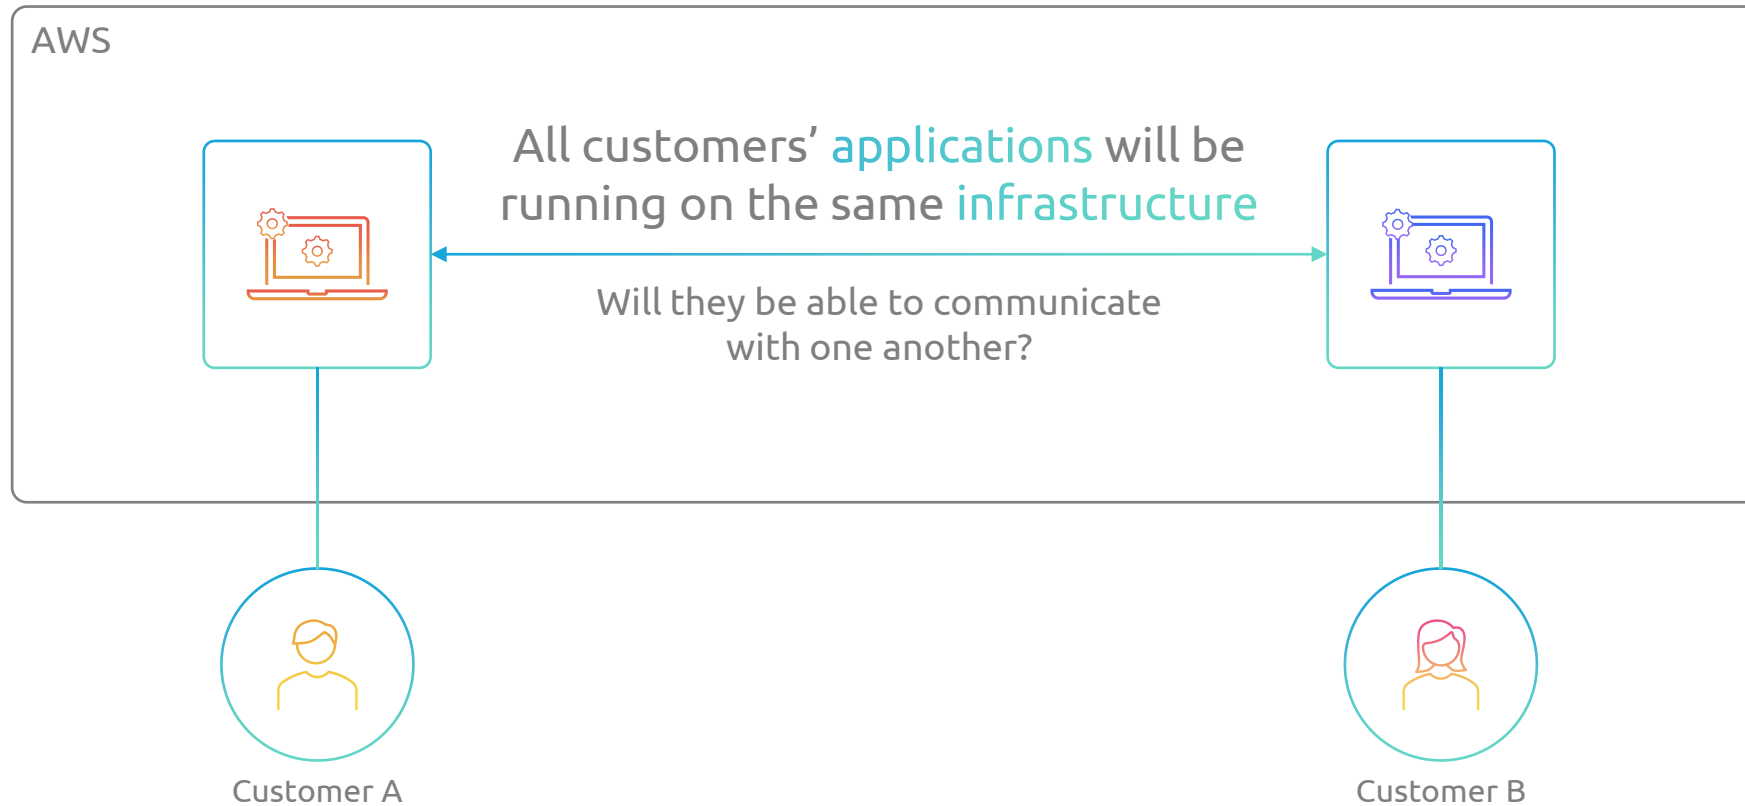 AWS
All customers’ applications will be
running on the same infrastructure
Will they be able to communicate
with one another?
Customer A
Customer B